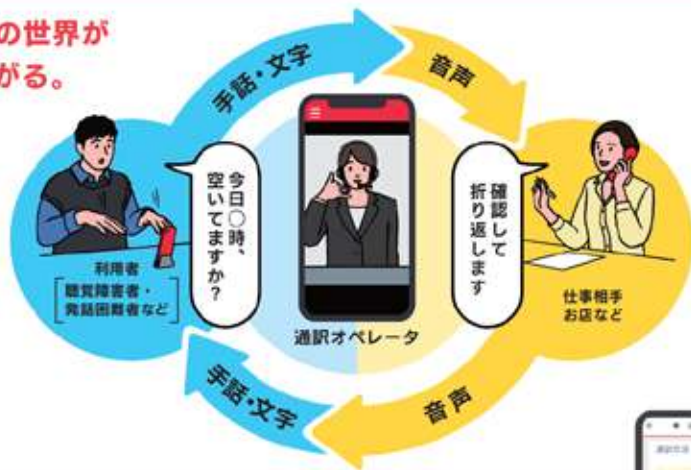 の世界が
がる。
手話・文字
音声
今日〇時、
空いてますか?
確認して
折り返します
利用者
聴覚障害者・
発話困難者など
通訳オペレータ
仕事相手
お店など
手話・文字
音声